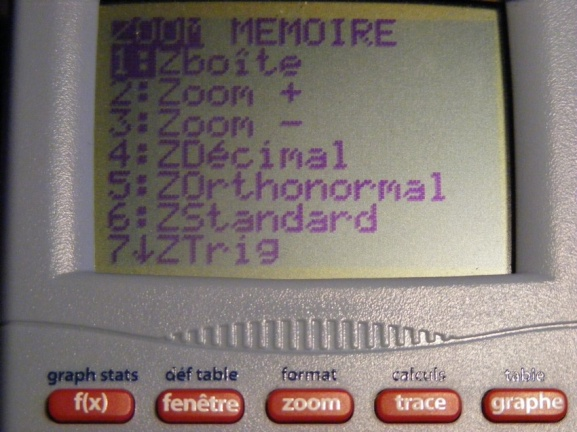 ZOOM MEMOIRE
1:Zboîte
2:Zoom +
3:Zoom -
4:ZDécimal
5:ZOrthonormal
6:ZStandard
7↓ZTrig
graph stats déf table format calculs table
f(x) fenêtre zoom trace graphe